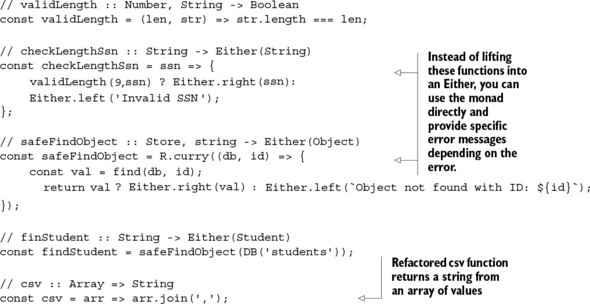 // validLength :: Number, String -> Boolean
const validLength = (len, str) => str.length === len;
// checkLengthSsn :: String -> Either(String)
const checkLengthSsn = ssn => {
validLength(9,ssn) ? Either.right(ssn):
Either.left('Invalid SSN');
};
Instead of lifting
these functions into
an Either, you can
use the monad
directly and
provide specific
error messages
depending on the
error.
// safeFindObject :: Store, string -> Either(Object)
const safeFindObject = R.curry((db, id) => {
const val = find(db, id);
return val ? Either.right(val) : Either.left(`Object not found with ID: ${id}`);
});
// finStudent :: String -> Either(Student)
const findStudent = safeFindObject(DB('students'));
// csv :: Array => String
const csv = arr => arr.join(',');
Refactored csv function
returns a string from
an array of values